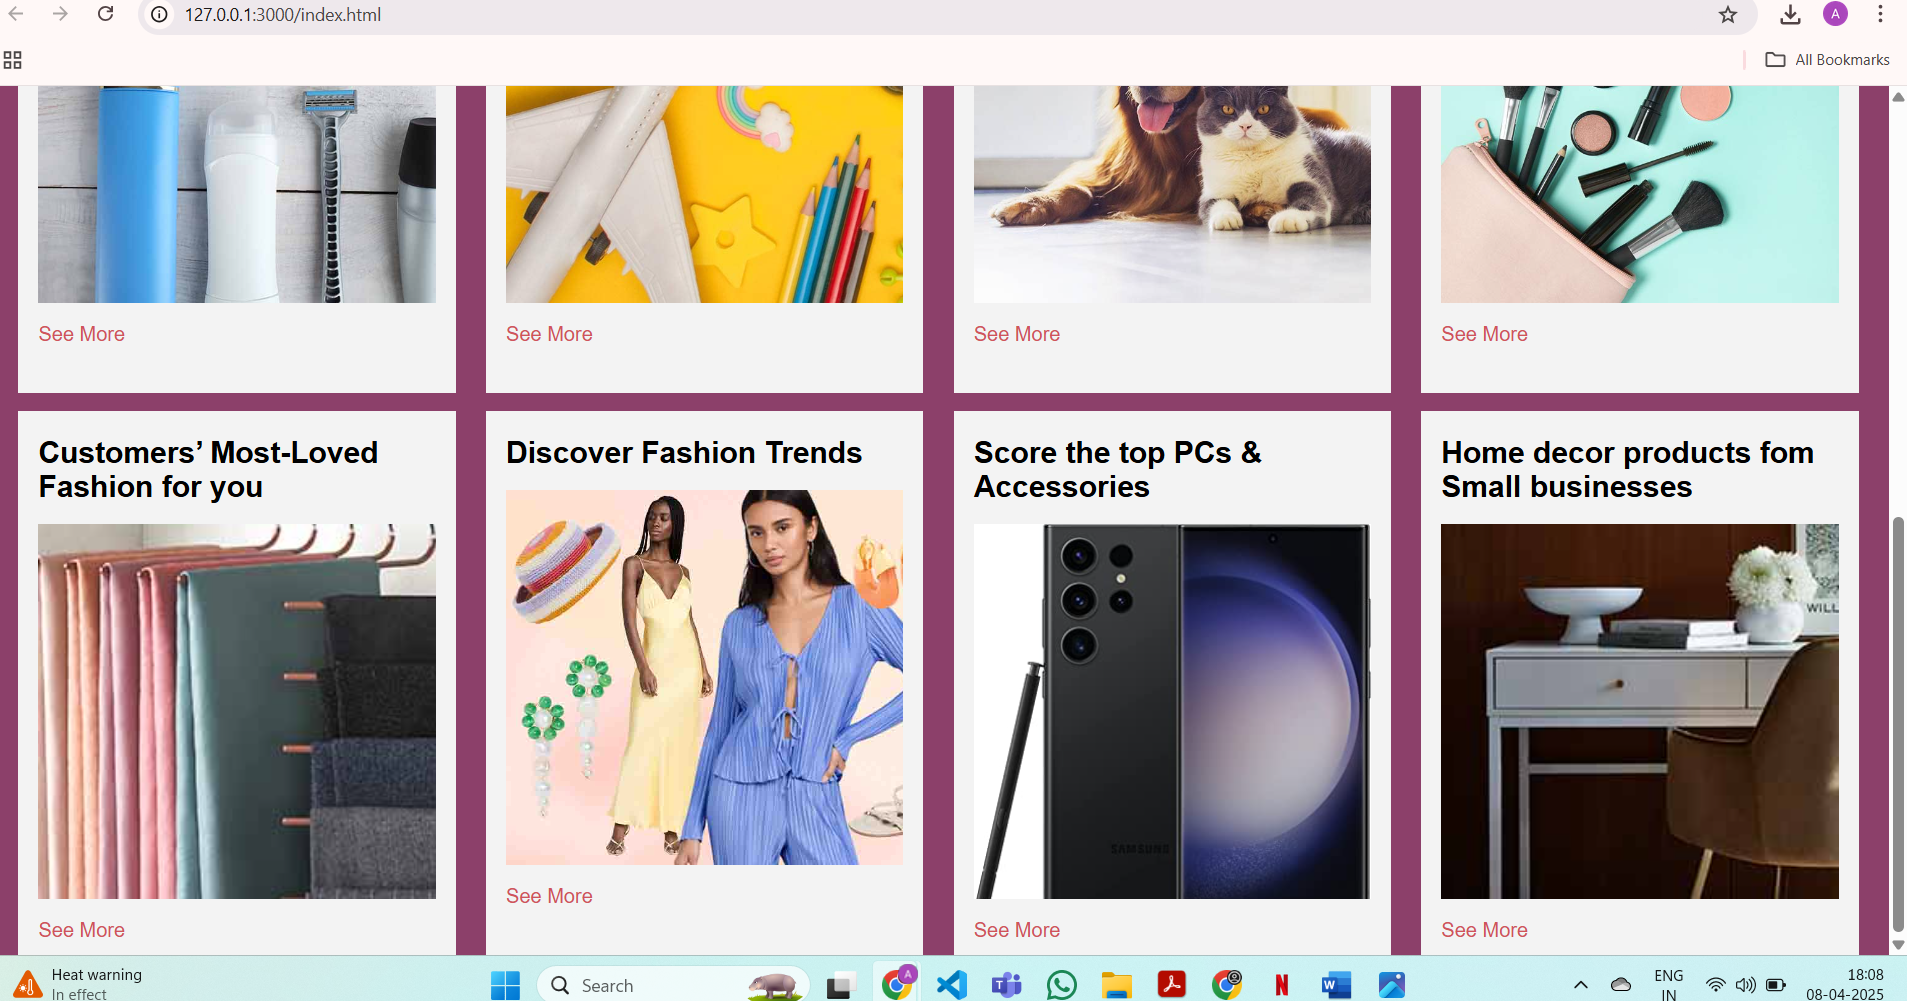 127.0.0.1:3000/index.html
A
All Bookmarks
See More
See More
See More
See More
Customers’ Most-Loved
Fashion for you
Discover Fashion Trends
Score the top PCs &
Accessories
Home decor products fom
Small businesses
WILL
SAMSUNG
See More
See More
See More
See More
Heat warning
In effect
Search
A
N
W
ENG
IN
18:08
08-04-2025